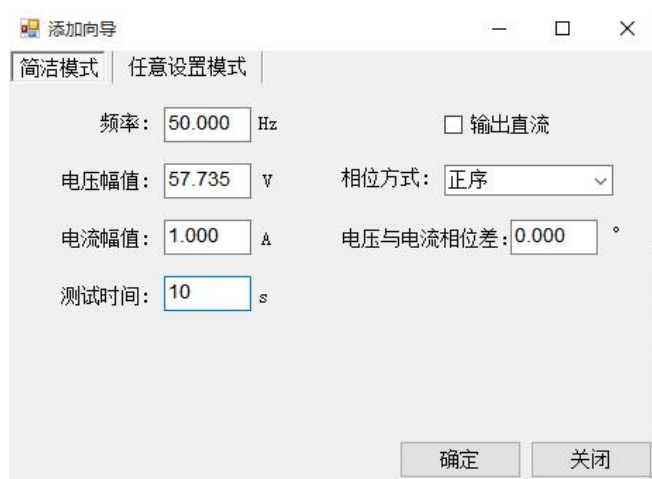 添加向导
简洁模式 任意设置模式
频率: 50.000 Hz 输出直流
电压幅值: 57.735 V 相位方式: 正序
电流幅值: 1.000 A 电压与电流相位差: 0.000 °
测试时间: 10 s
确定 关闭